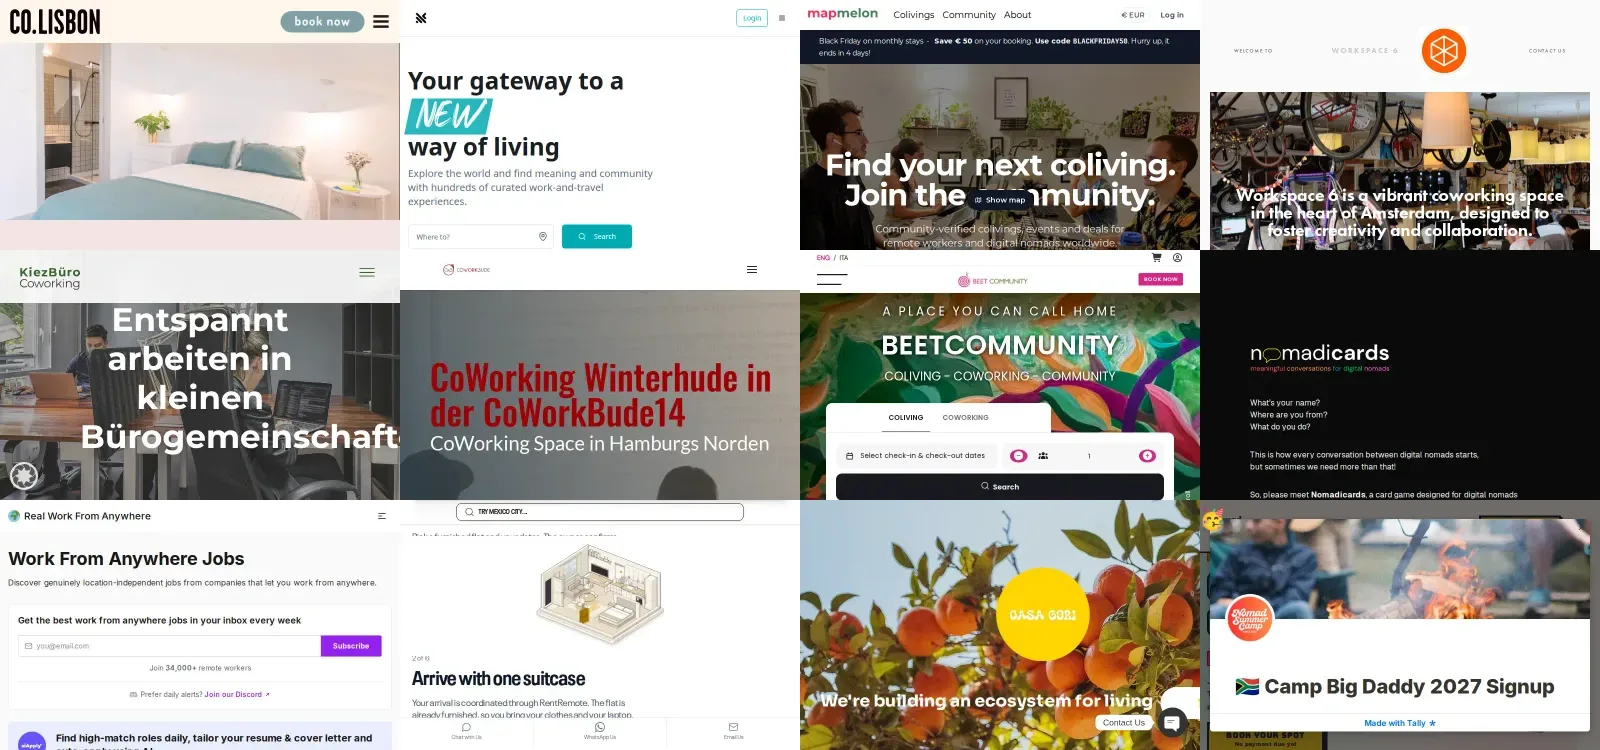 CO.LISBON
book now
Login
Your gateway to a
NEW
way of living
Explore the world and find meaning and community
with hundreds of curated work-and-travel
experiences.
Where to?
Search
mapmelon
Colivings Community About
€ EUR
Log in
Black Friday on monthly stays - Save € 50 on your booking. Use code BLACKFRIDAY50. Hurry up, it
ends in 4 days!
Find your next coliving.
Join the community.
Show map
Community-verified colivings, events and deals for
remote workers and digital nomads worldwide.
WELCOME TO
WORKSPACE 6
CONTACT US
Workspace 6 is a vibrant coworking space
in the heart of Amsterdam, designed to
foster creativity and collaboration.
KiezBüro
Coworking
Entspannt
arbeiten in
kleinen
Bürogemeinschaft
COWORKBUDE
CoWorking Winterhude in
der CoWorkBude14
CoWorking Space in Hamburgs Norden
ENG / ITA
BEET COMMUNITY
BOOK NOW
A PLACE YOU CAN CALL HOME
BEETCOMMUNITY
COLIVING - COWORKING - COMMUNITY
COLIVING
COWORKING
Select check-in & check-out dates
1
Search
nomadicards
meaningful conversations for digital nomads
What's your name?
Where are you from?
What do you do?
This is how every conversation between digital nomads starts,
but sometimes we need more than that!
So, please meet Nomadicards, a card game designed for digital nomads
Real Work From Anywhere
Work From Anywhere Jobs
Discover genuinely location-independent jobs from companies that let you work from anywhere.
Get the best work from anywhere jobs in your inbox every week
you@email.com
Subscribe
Join 34,000+ remote workers
Prefer daily alerts? Join our Discord ↗
aiApply
Find high-match roles daily, tailor your resume & cover letter and
TRY MEXICO CITY...
2 of 6
Arrive with one suitcase
Your arrival is coordinated through RentRemote. The flat is
already furnished, so you bring your clothes and your laptop.
Chat with Us
WhatsApp Us
Email Us
CASA GORI
We're building an ecosystem for living
Contact Us
Nomad
Summer
Camp
🇿🇦 Camp Big Daddy 2027 Signup
Made with Tally
BOOK YOUR SPOT
No payment due yet